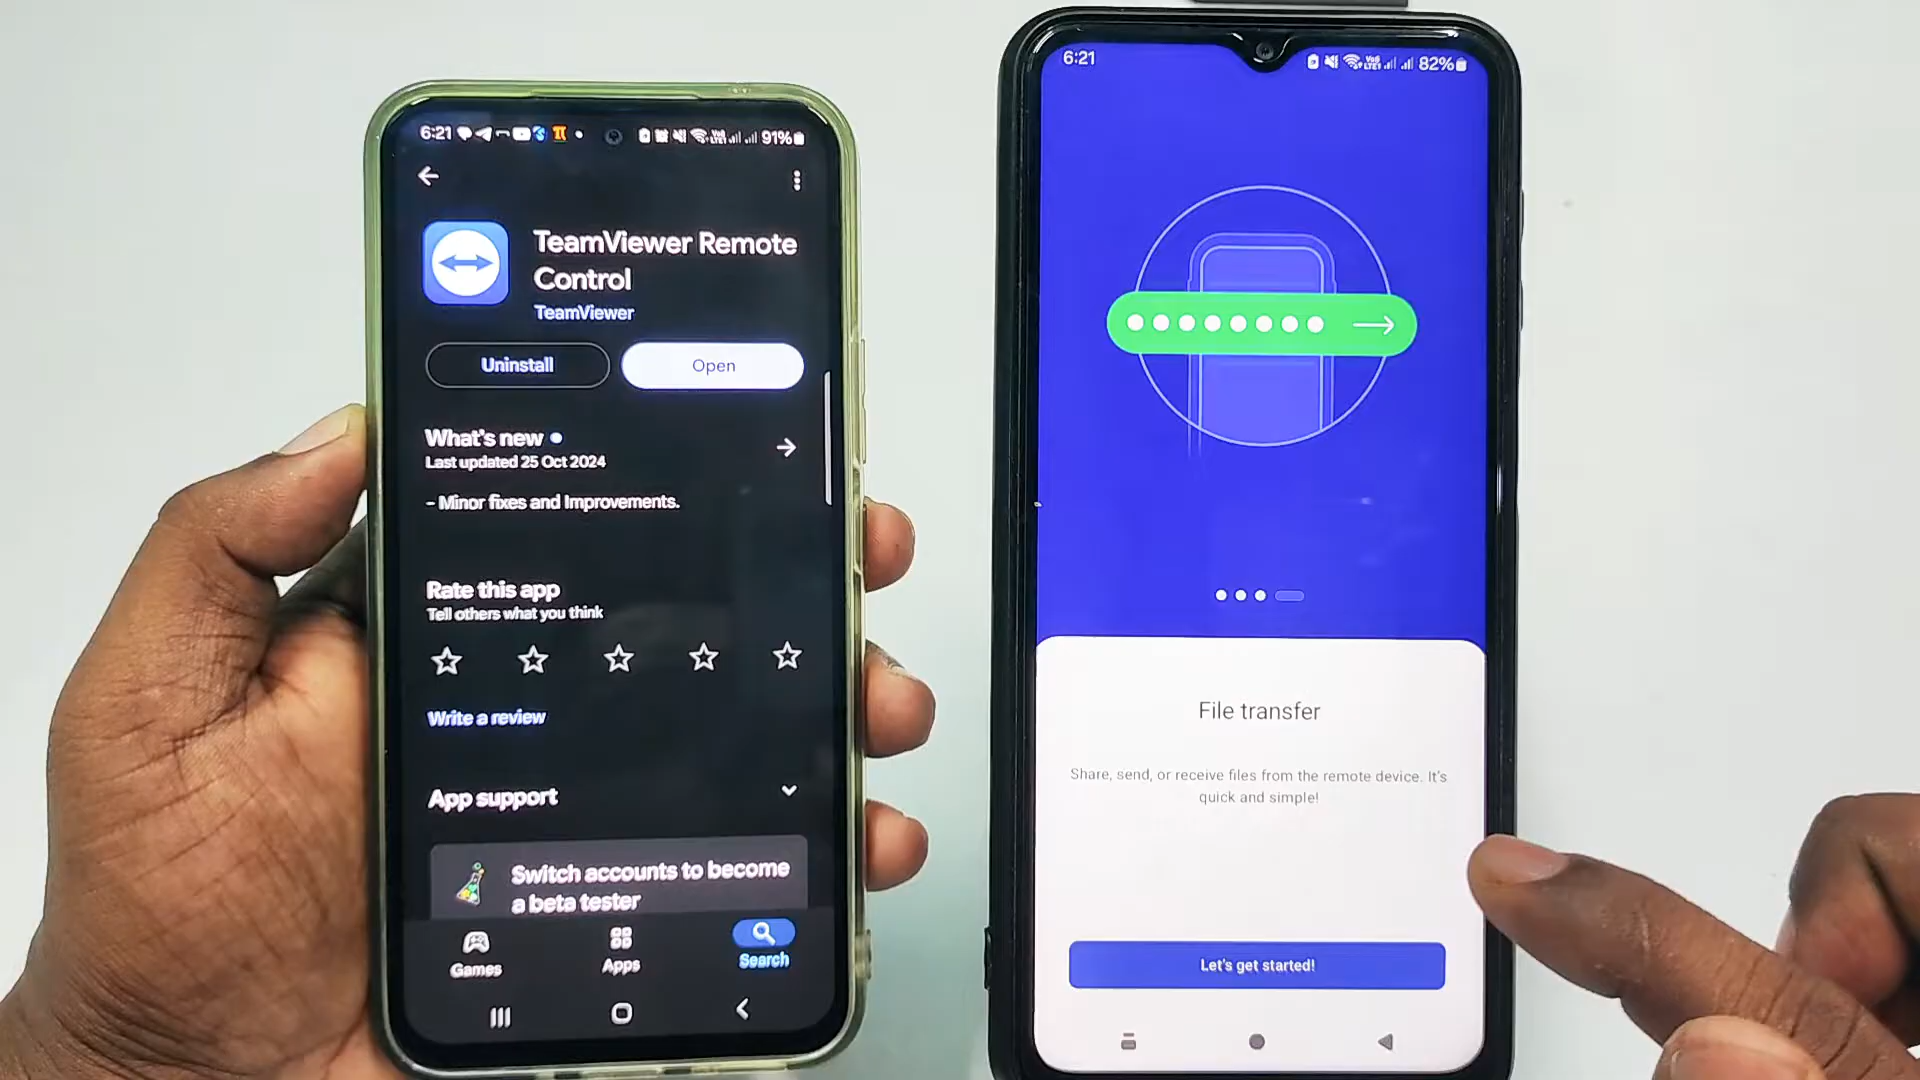 6:21
91%
TeamViewer Remote
Control
TeamViewer
Uninstall
Open
What's new
Last updated 25 Oct 2024
- Minor fixes and Improvements.
Rate this app
Tell others what you think
Write a review
App support
Switch accounts to become
a beta tester
Games
Apps
Search
6:21
82%
File transfer
Share, send, or receive files from the remote device. It's
quick and simple!
Let's get started!